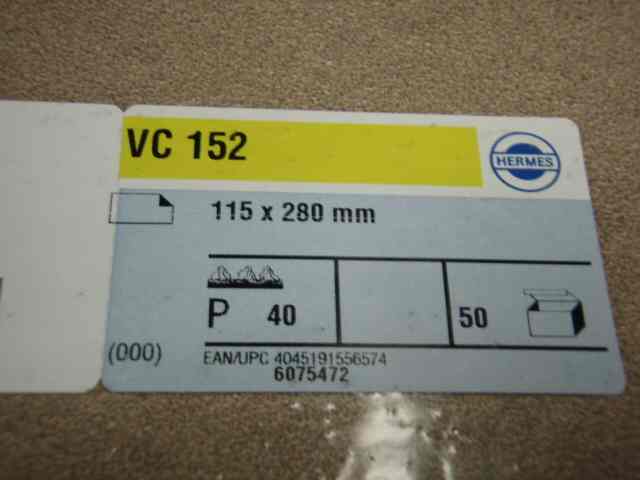 VC 152
HERMES
115 x 280 mm
P 40
50
(000)
EAN/UPC 4045191556574
6075472